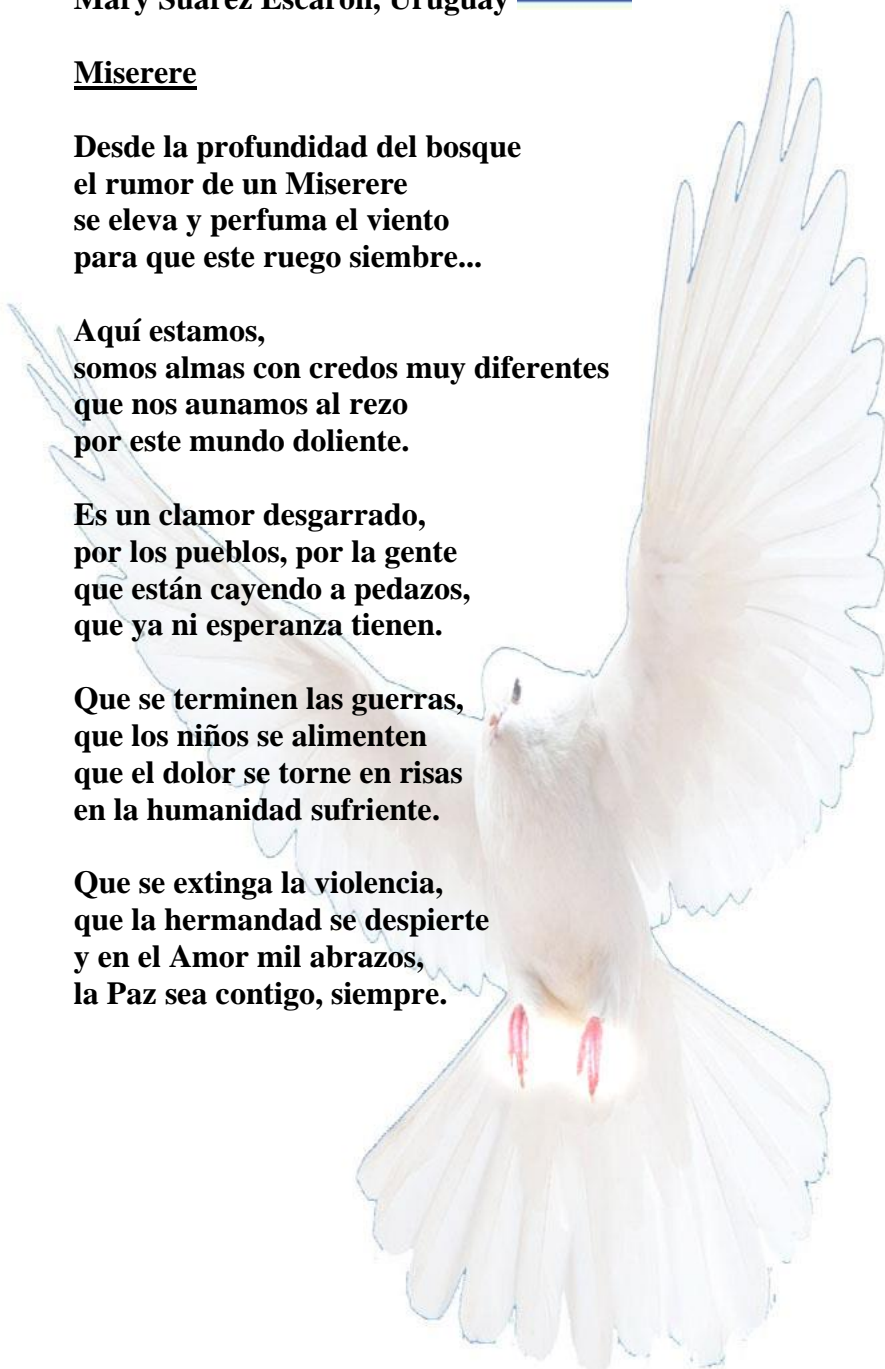 Mary Suárez Escarón, Uruguay
Miserere
Desde la profundidad del bosque
el rumor de un Miserere
se eleva y perfuma el viento
para que este ruego siembre...
Aquí estamos,
somos almas con credos muy diferentes
que nos aunamos al rezo
por este mundo doliente.
Es un clamor desgarrado,
por los pueblos, por la gente
que están cayendo a pedazos,
que ya ni esperanza tienen.
Que se terminen las guerras,
que los niños se alimenten
que el dolor se torne en risas
en la humanidad sufriente.
Que se extinga la violencia,
que la hermandad se despierte
y en el Amor mil abrazos,
la Paz sea contigo, siempre.